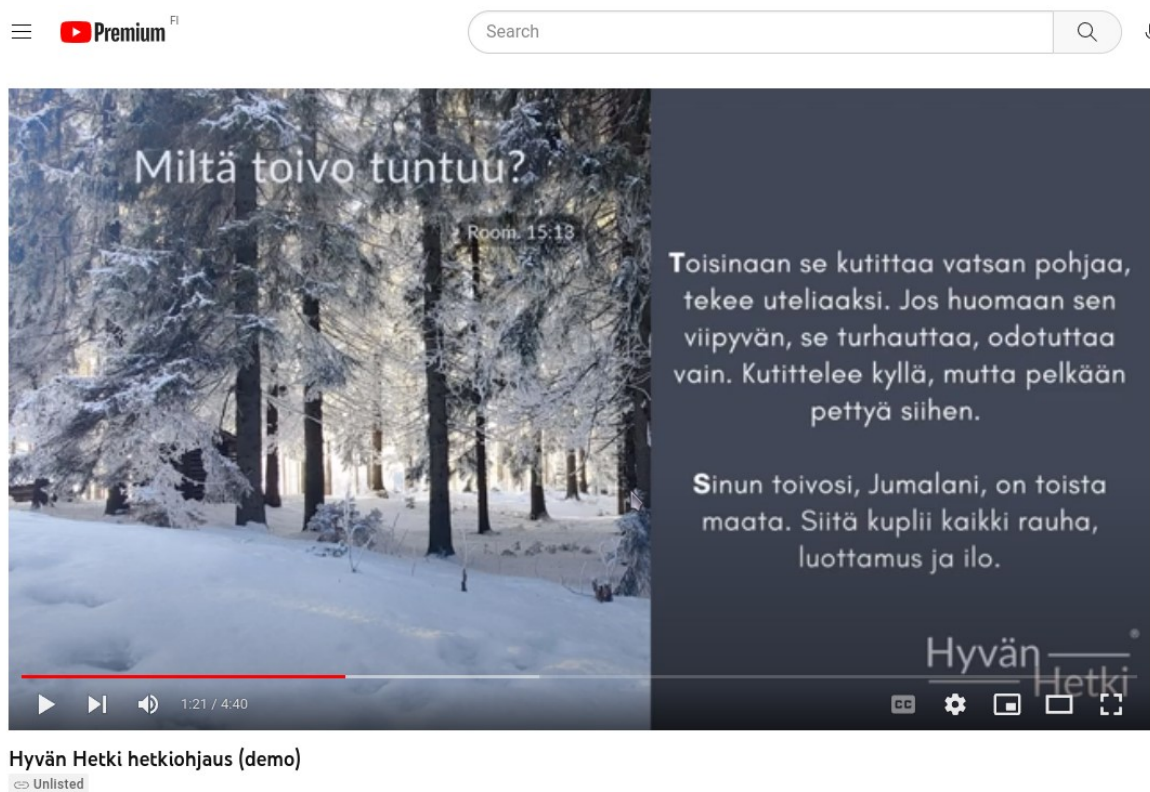 Premium FI
Search
Miltä toivo tuntuu?
Room. 15:13
Toisinaan se kutittaa vatsan pohjaa,
tekee uteliaaksi. Jos huomaan sen
viipyvän, se turhauttaa, odotuttaa
vain. Kutittelee kyllä, mutta pelkään
pettyä siihen.
Sinun toivosi, Jumalani, on toista
maata. Siitä kuplii kaikki rauha,
luottamus ja ilo.
Hyvän
Hetki
®
1:21 / 4:40
CC
Hyvän Hetki hetkiohjaus (demo)
Unlisted